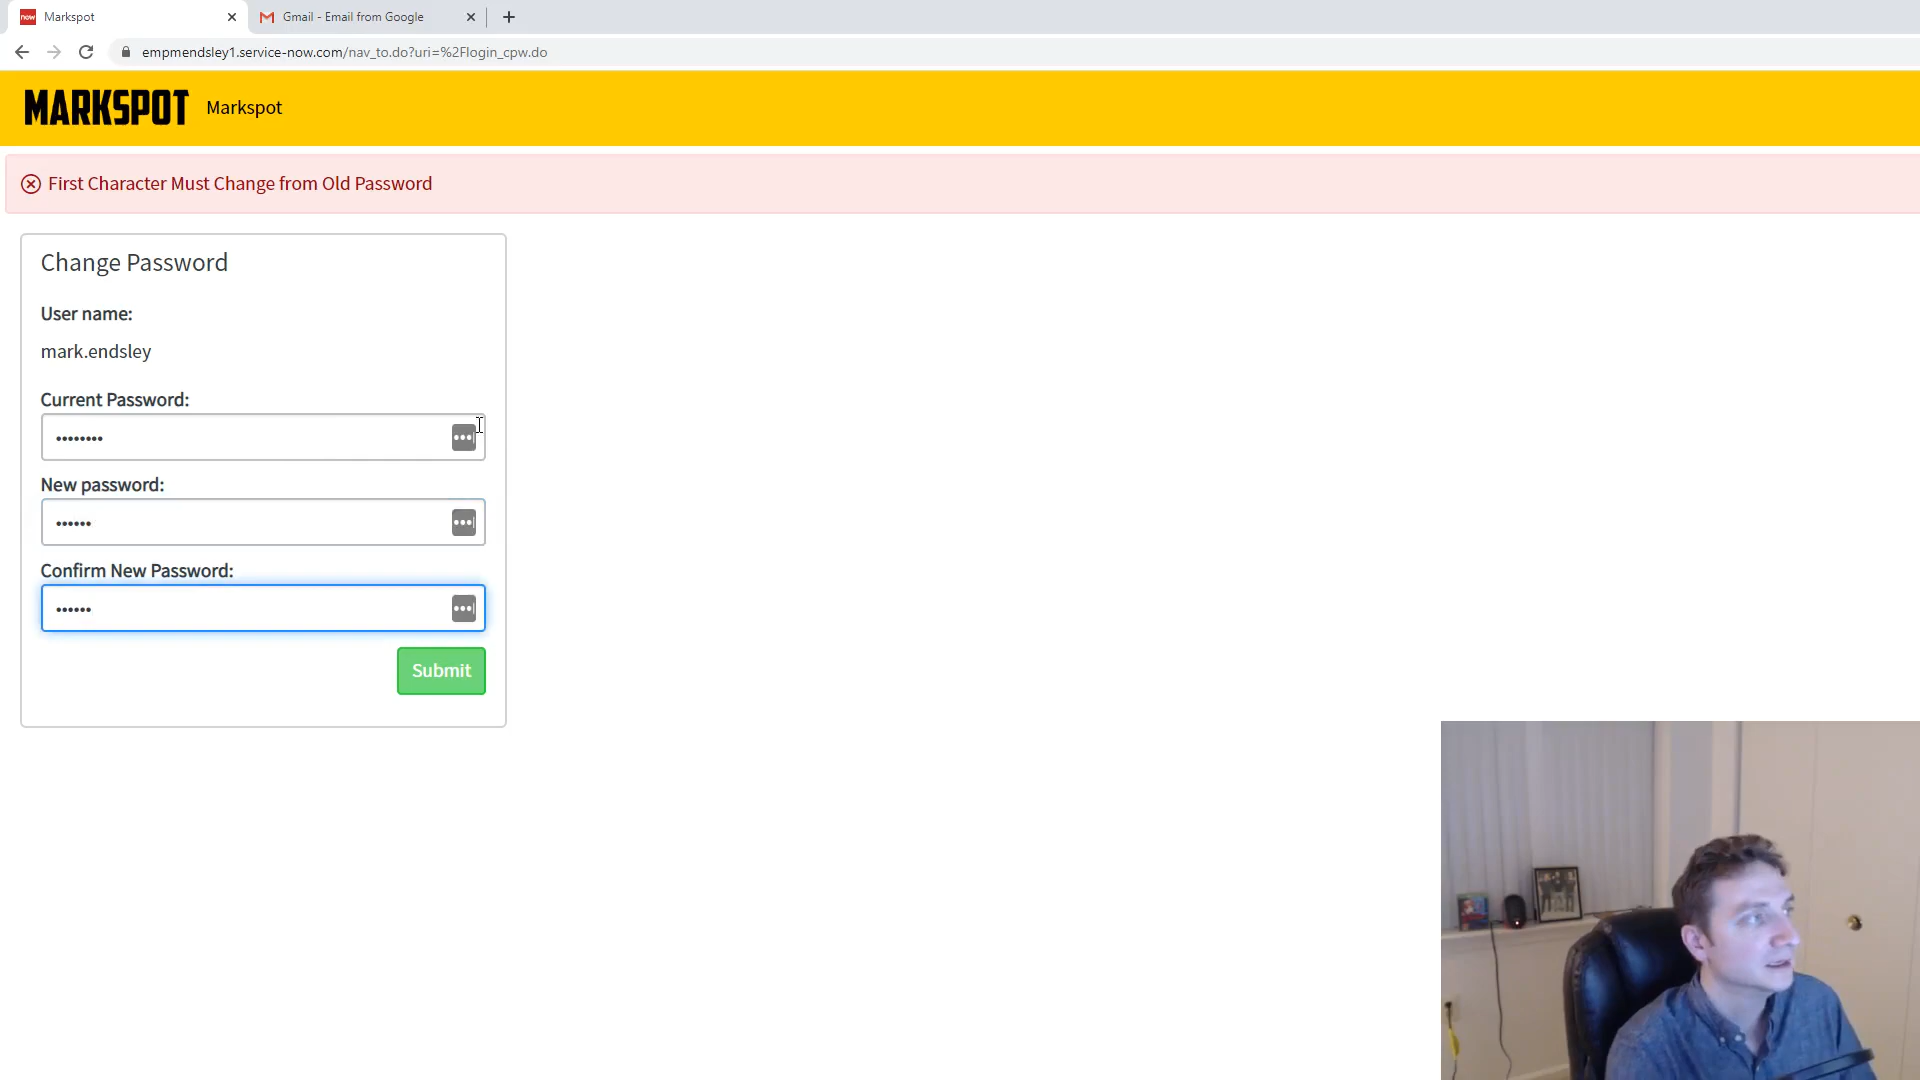 Markspot
Gmail - Email from Google
empmendsley1.service-now.com/nav_to.do?uri=%2Flogin_cpw.do
MARKSPOT Markspot
First Character Must Change from Old Password
Change Password
User name:
mark.endsley
Current Password:
••••••••
New password:
••••••
Confirm New Password:
••••••
Submit